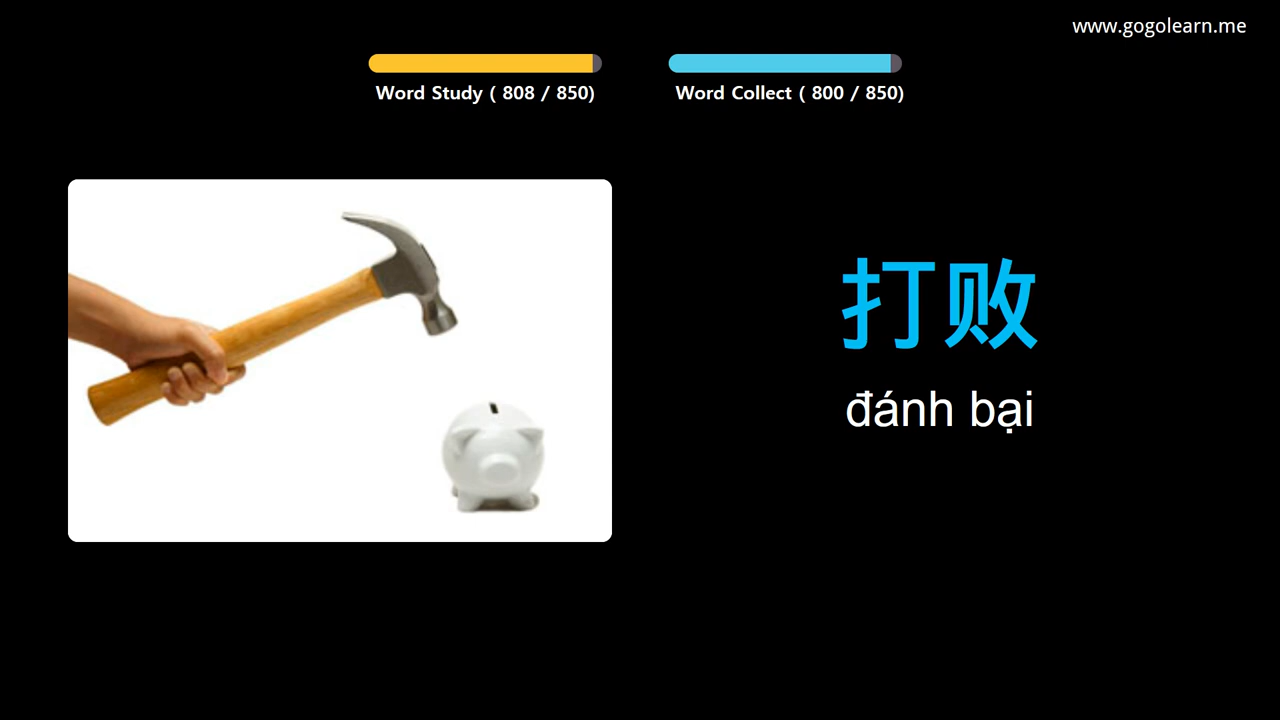 www.gogolearn.me
Word Study ( 808 / 850)
Word Collect ( 800 / 850)
打败
đánh bại